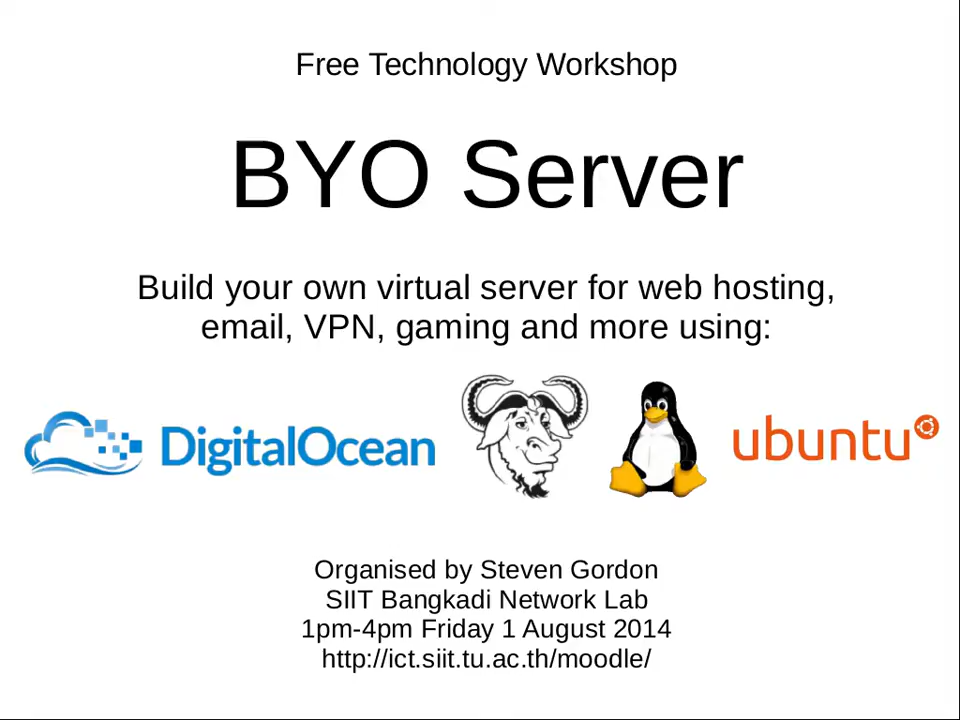 Free Technology Workshop
BYO Server
Build your own virtual server for web hosting,
email, VPN, gaming and more using:
DigitalOcean
ubuntu
Organised by Steven Gordon
SIIT Bangkadi Network Lab
1pm-4pm Friday 1 August 2014
http://ict.siit.tu.ac.th/moodle/